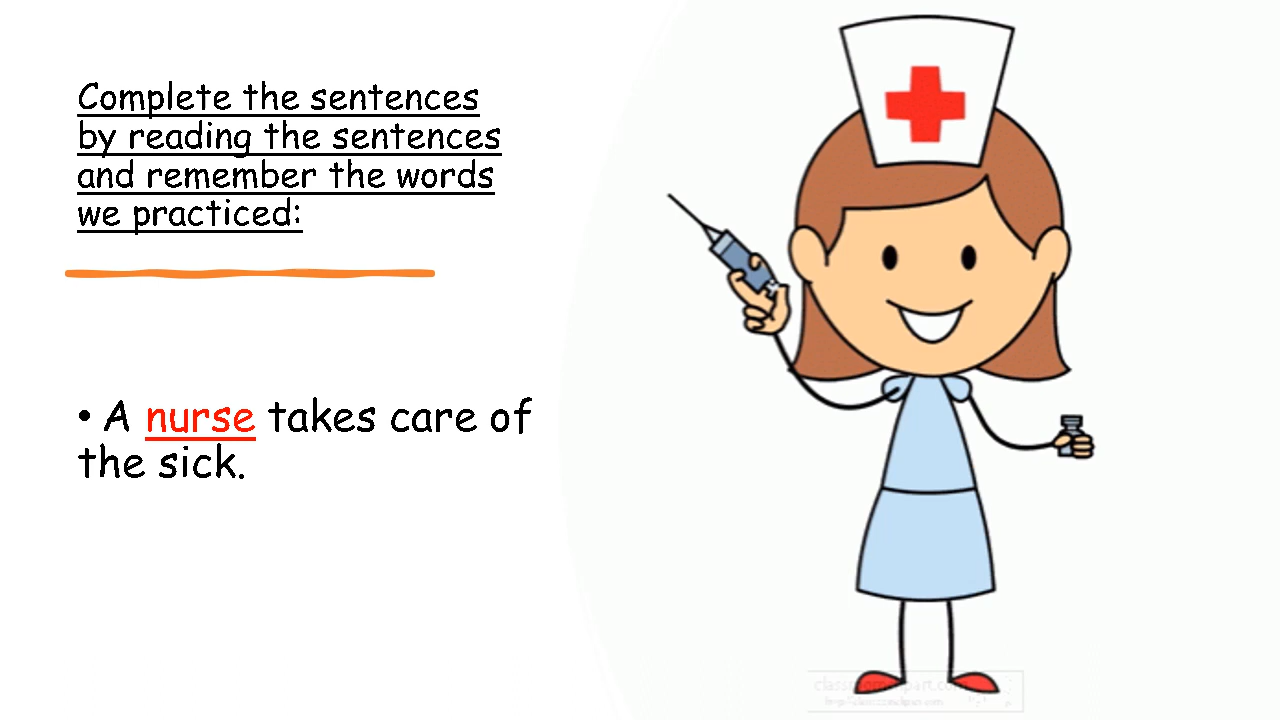 Complete the sentences
by reading the sentences
and remember the words
we practiced:
• A nurse takes care of
the sick.